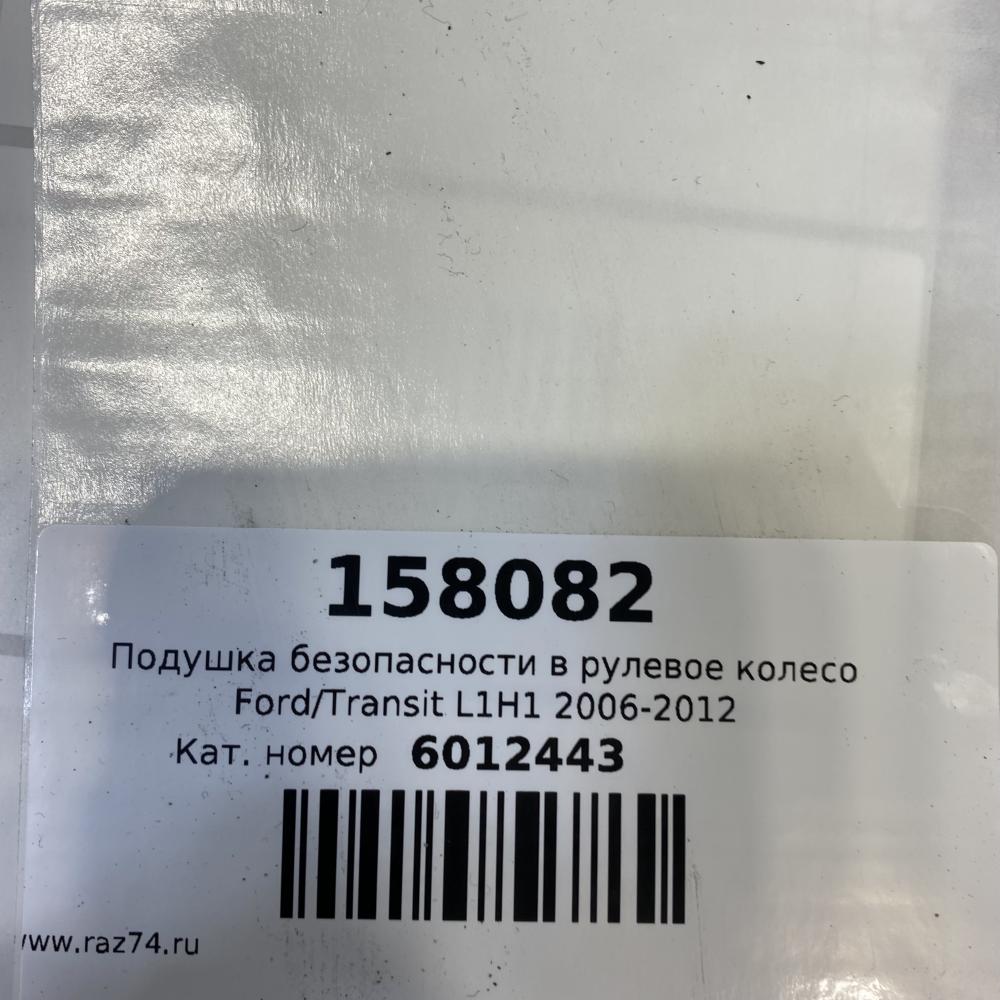 158082
Подушка безопасности в рулевое колесо
Ford/Transit L1H1 2006-2012
Кат. номер 6012443
www.raz74.ru